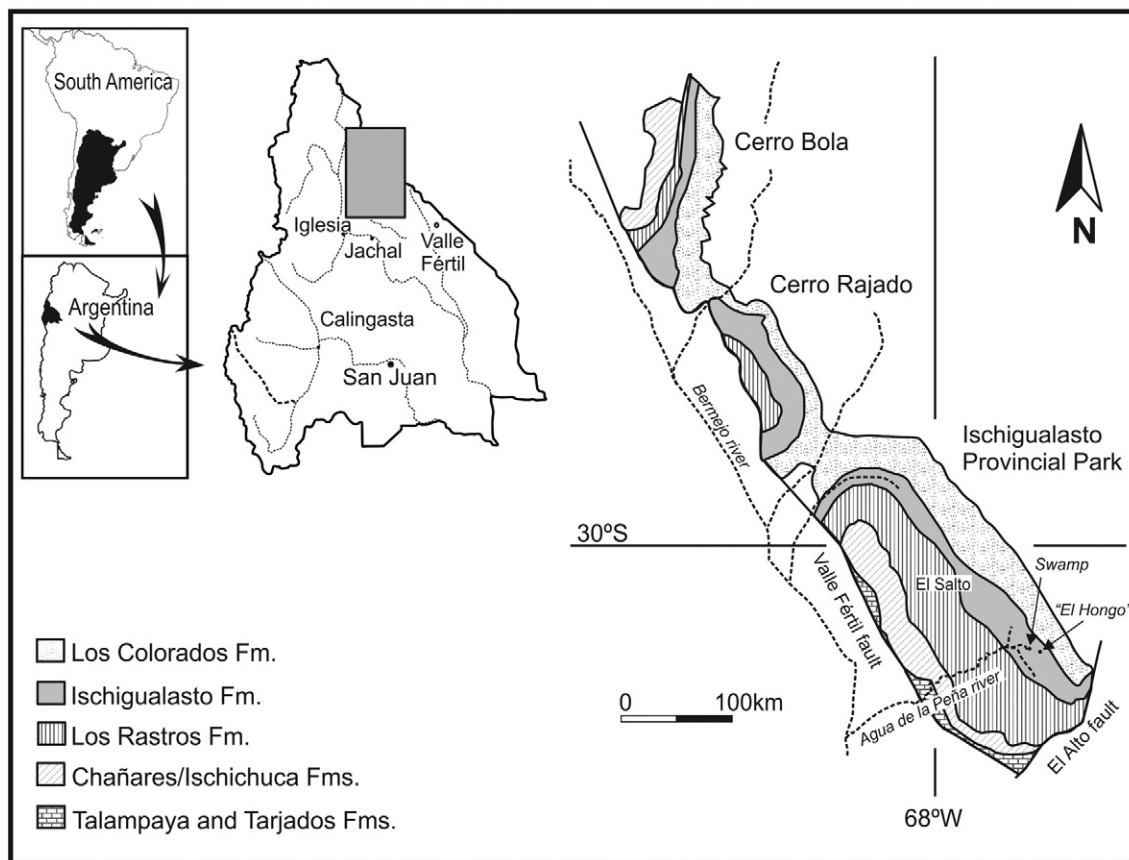 South America
Argentina
Iglesia
Jachal
Valle
Fértil
Calingasta
San Juan
Cerro Bola
N
Cerro Rajado
Bermejo river
Ischigualasto
Provincial Park
30ºS
Swamp
El Salto
"El Hongo"
Valle Fértil fault
Agua de la Peña river
El Alto fault
68ºW
0 100km
Los Colorados Fm.
Ischigualasto Fm.
Los Rastros Fm.
Chañares/Ischichuca Fms.
Talampaya and Tarjados Fms.